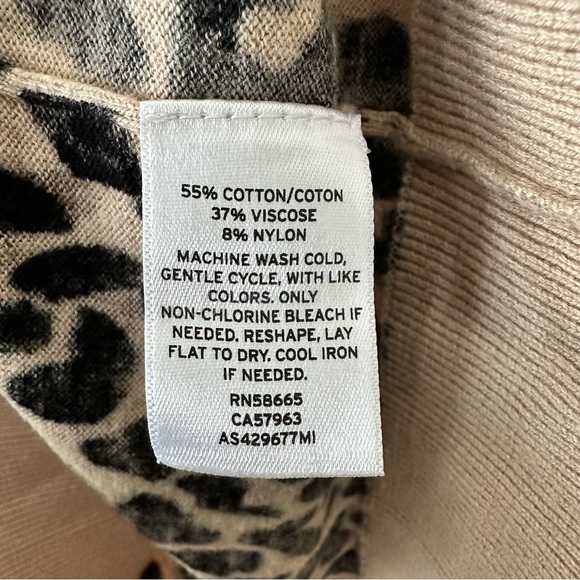 55% COTTON/COTON
37% VISCOSE
8% NYLON
MACHINE WASH COLD,
GENTLE CYCLE, WITH LIKE
COLORS. ONLY
NON-CHLORINE BLEACH IF
NEEDED. RESHAPE, LAY
FLAT TO DRY. COOL IRON
IF NEEDED.
RN58665
CA57963
AS429677MI